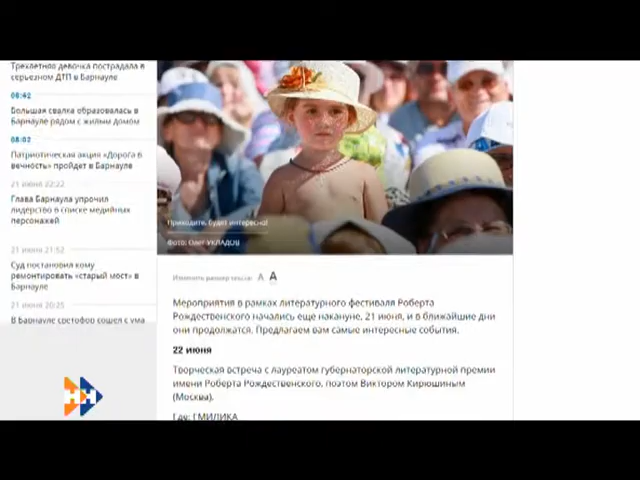 Трехлетняя девочка пострадала в
серьезном ДТП в Барнауле
08:42
Большая свалка образовалась в
Барнауле рядом с жилым домом
08:02
Патриотическая акция «Дорога в
вечность» пройдет в Барнауле
21 июня 22:22
Глава Барнаула упрочил
лидерство в списке медийных
персонажей
21 июня 21:52
Суд постановил кому
ремонтировать «старый мост» в
Барнауле
21 июня 20:25
В Барнауле светофор сошел с ума
НН
Приходите, будет интересно!
Фото: Олег УКЛАДОВ
Изменить размер текста: А А
Мероприятия в рамках литературного фестиваля Роберта
Рождественского начались еще накануне, 21 июня, и в ближайшие дни
они продолжатся. Предлагаем вам самые интересные события.
22 июня
Творческая встреча с лауреатом губернаторской литературной премии
имени Роберта Рождественского, поэтом Виктором Кирюшиным
(Москва).
Где: ГМИЛИКА